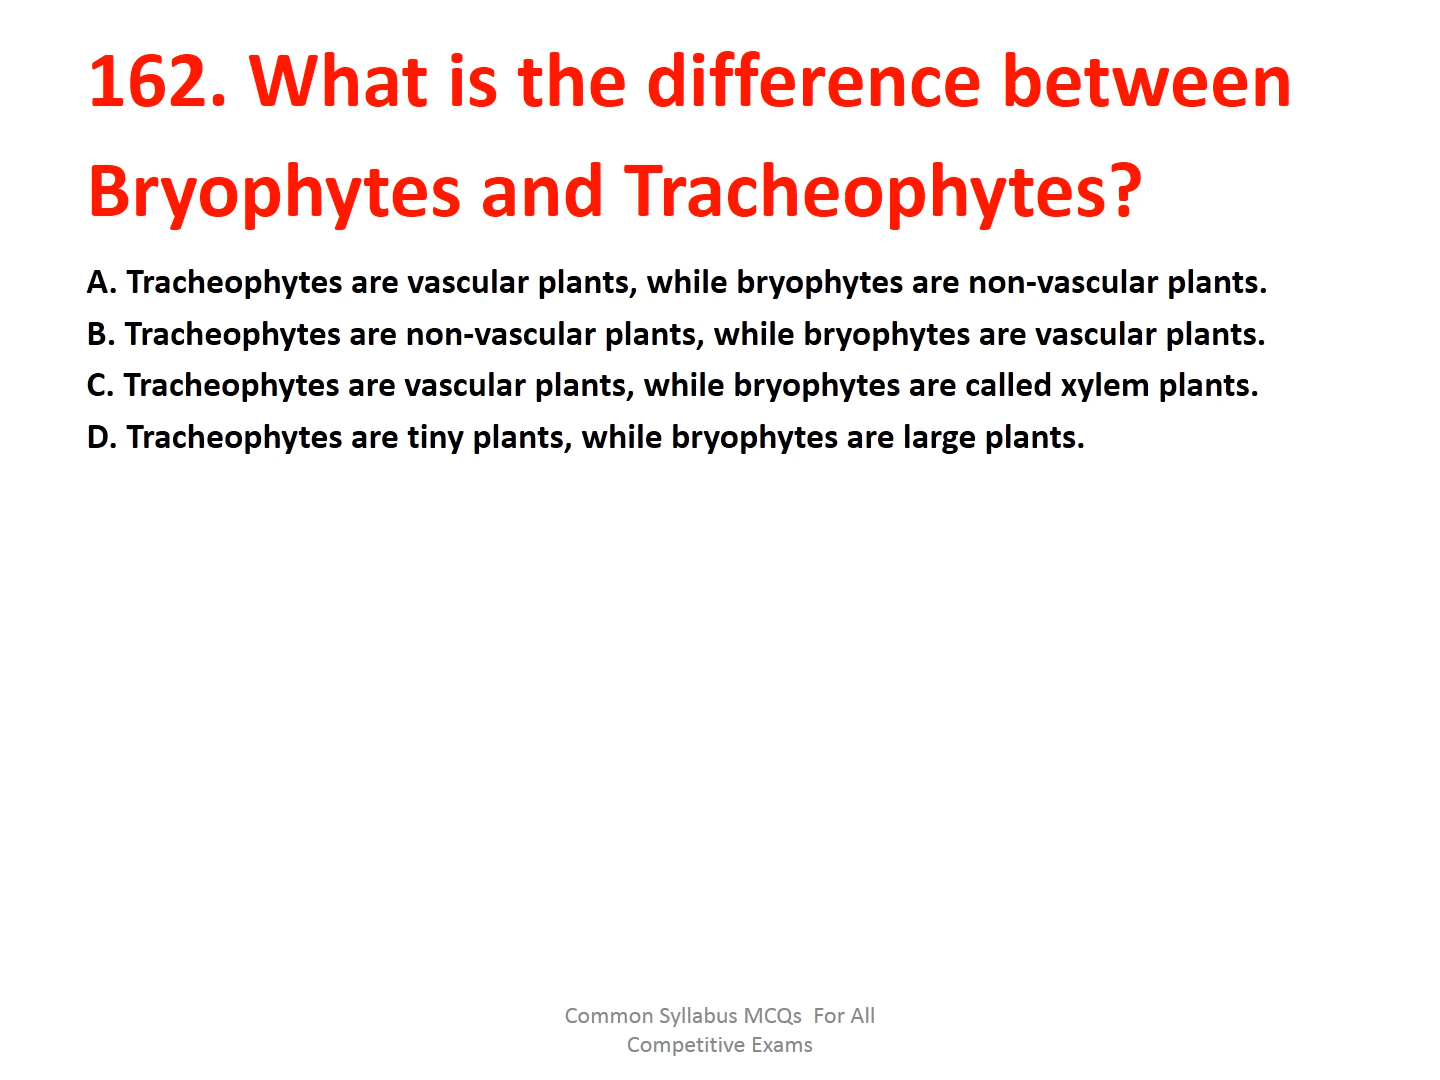 162. What is the difference between
Bryophytes and Tracheophytes?
A. Tracheophytes are vascular plants, while bryophytes are non-vascular plants.
B. Tracheophytes are non-vascular plants, while bryophytes are vascular plants.
C. Tracheophytes are vascular plants, while bryophytes are called xylem plants.
D. Tracheophytes are tiny plants, while bryophytes are large plants.
Common Syllabus MCQs  For All
Competitive Exams